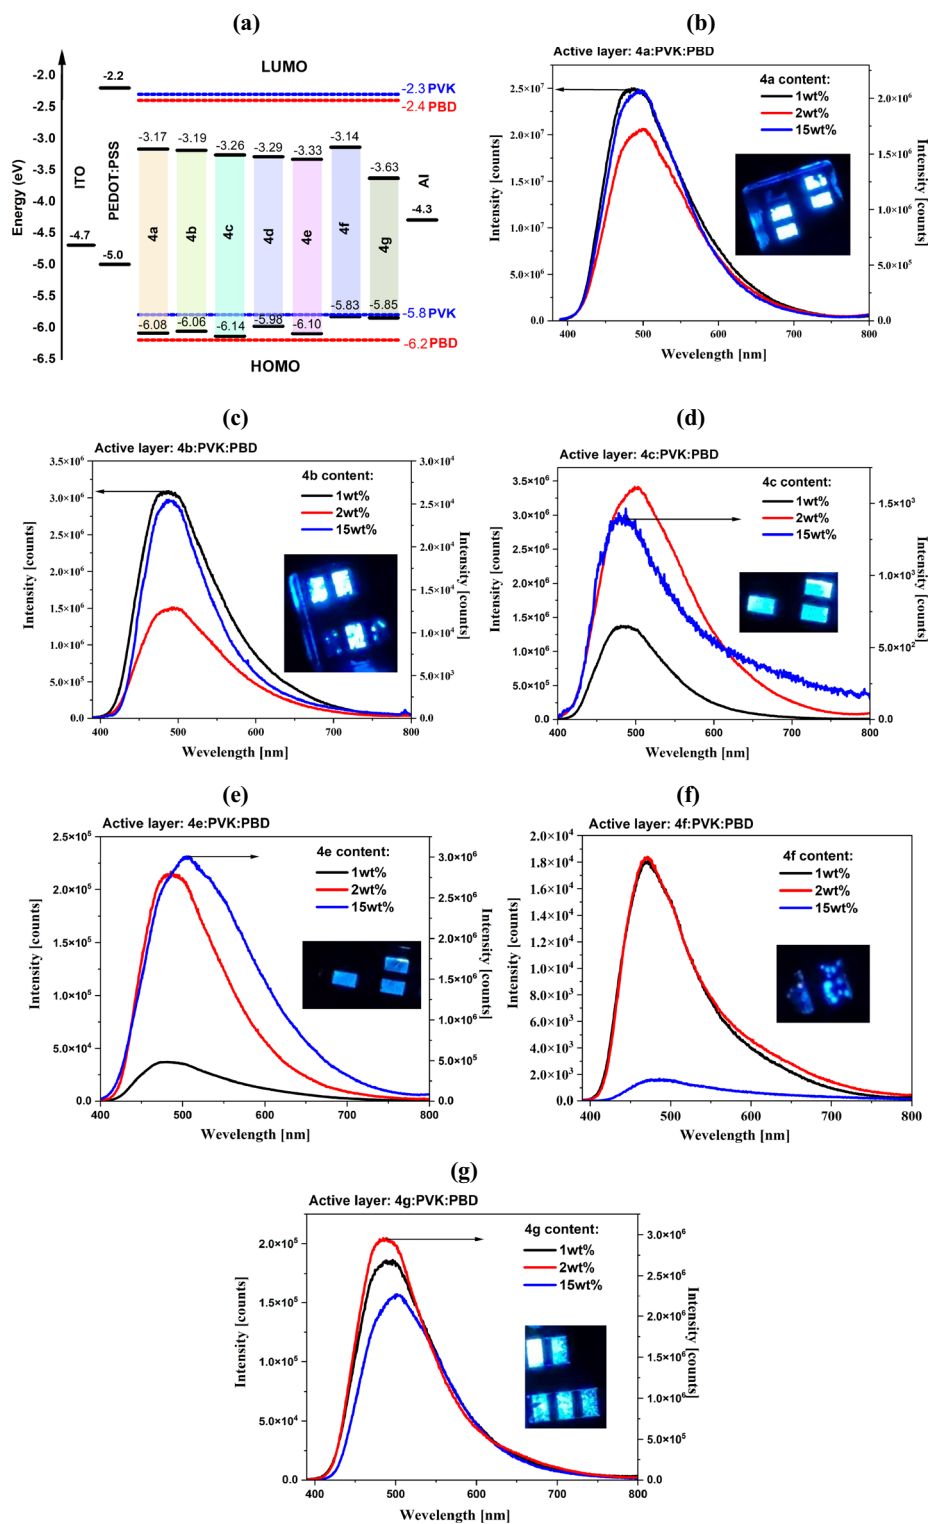 (a)
LUMO
HOMO
Energy (eV)
-2.0
-2.5
-3.0
-3.5
-4.0
-4.5
-5.0
-5.5
-6.0
-6.5
ITO
-4.7
PEDOT:PSS
-2.2
-5.0
-2.3 PVK
-2.4 PBD
-3.17
-3.19
-3.26
-3.29
-3.33
-3.14
-3.63
4a
4b
4c
4d
4e
4f
4g
Al
-4.3
-6.08
-6.06
-6.14
-5.98
-6.10
-5.83
-5.85
-5.8 PVK
-6.2 PBD
(b)
Active layer: 4a:PVK:PBD
4a content:
1wt%
2wt%
15wt%
Intensity [counts]
2.5×10⁷
2.0×10⁷
1.5×10⁷
1.0×10⁷
5.0×10⁶
0.0
2.0×10⁶
1.5×10⁶
1.0×10⁶
5.0×10⁵
0.0
Intensity [counts]
400 500 600 700 800
Wavelength [nm]
(c)
Active layer: 4b:PVK:PBD
4b content:
1wt%
2wt%
15wt%
Intensity [counts]
3.5×10⁶
3.0×10⁶
2.5×10⁶
2.0×10⁶
1.5×10⁶
1.0×10⁶
5.0×10⁵
0.0
3.0×10⁴
2.5×10⁴
2.0×10⁴
1.5×10⁴
1.0×10⁴
5.0×10³
0.0
Intensity [counts]
400 500 600 700 800
Wavelength [nm]
(d)
Active layer: 4c:PVK:PBD
4c content:
1wt%
2wt%
15wt%
Intensity [counts]
3.5×10⁶
3.0×10⁶
2.5×10⁶
2.0×10⁶
1.5×10⁶
1.0×10⁶
5.0×10⁵
0.0
1.5×10³
1.0×10³
5.0×10²
0.0
Intensity [counts]
400 500 600 700 800
Wavelength [nm]
(e)
Active layer: 4e:PVK:PBD
4e content:
1wt%
2wt%
15wt%
Intensity [counts]
2.5×10⁵
2.0×10⁵
1.5×10⁵
1.0×10⁵
5.0×10⁴
0.0
3.0×10⁶
2.5×10⁶
2.0×10⁶
1.5×10⁶
1.0×10⁶
5.0×10⁵
0.0
Intensity [counts]
400 500 600 700 800
Wavelength [nm]
(f)
Active layer: 4f:PVK:PBD
4f content:
1wt%
2wt%
15wt%
Intensity [counts]
2.0×10⁴
1.8×10⁴
1.6×10⁴
1.4×10⁴
1.2×10⁴
1.0×10⁴
8.0×10³
6.0×10³
4.0×10³
2.0×10³
0.0
400 500 600 700 800
Wavelength [nm]
(g)
Active layer: 4g:PVK:PBD
4g content:
1wt%
2wt%
15wt%
Intensity [counts]
2.0×10⁵
1.5×10⁵
1.0×10⁵
5.0×10⁴
0.0
3.0×10⁶
2.5×10⁶
2.0×10⁶
1.5×10⁶
1.0×10⁶
5.0×10⁵
0.0
Intensity [counts]
400 500 600 700 800
Wavelength [nm]